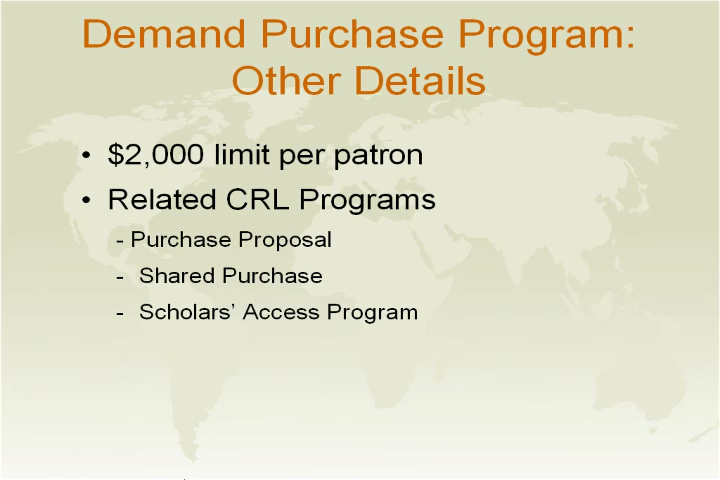 Demand Purchase Program:
Other Details
• $2,000 limit per patron
• Related CRL Programs
- Purchase Proposal
- Shared Purchase
- Scholars’ Access Program